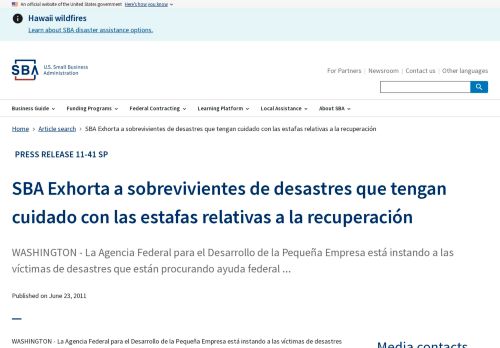 An official website of the United States government Here's how you know
Hawaii wildfires
Learn about SBA disaster assistance options.
SBA
U.S. Small Business
Administration
For Partners Newsroom Contact us Other languages
Business Guide Funding Programs Federal Contracting Learning Platform Local Assistance About SBA
Home › Article search › SBA Exhorta a sobrevivientes de desastres que tengan cuidado con las estafas relativas a la recuperación
PRESS RELEASE 11-41 SP
SBA Exhorta a sobrevivientes de desastres que tengan
cuidado con las estafas relativas a la recuperación
WASHINGTON - La Agencia Federal para el Desarrollo de la Pequeña Empresa está instando a las
víctimas de desastres que están procurando ayuda federal ...
Published on June 23, 2011
WASHINGTON - La Agencia Federal para el Desarrollo de la Pequeña Empresa está instando a las víctimas de desastres
Media contacts